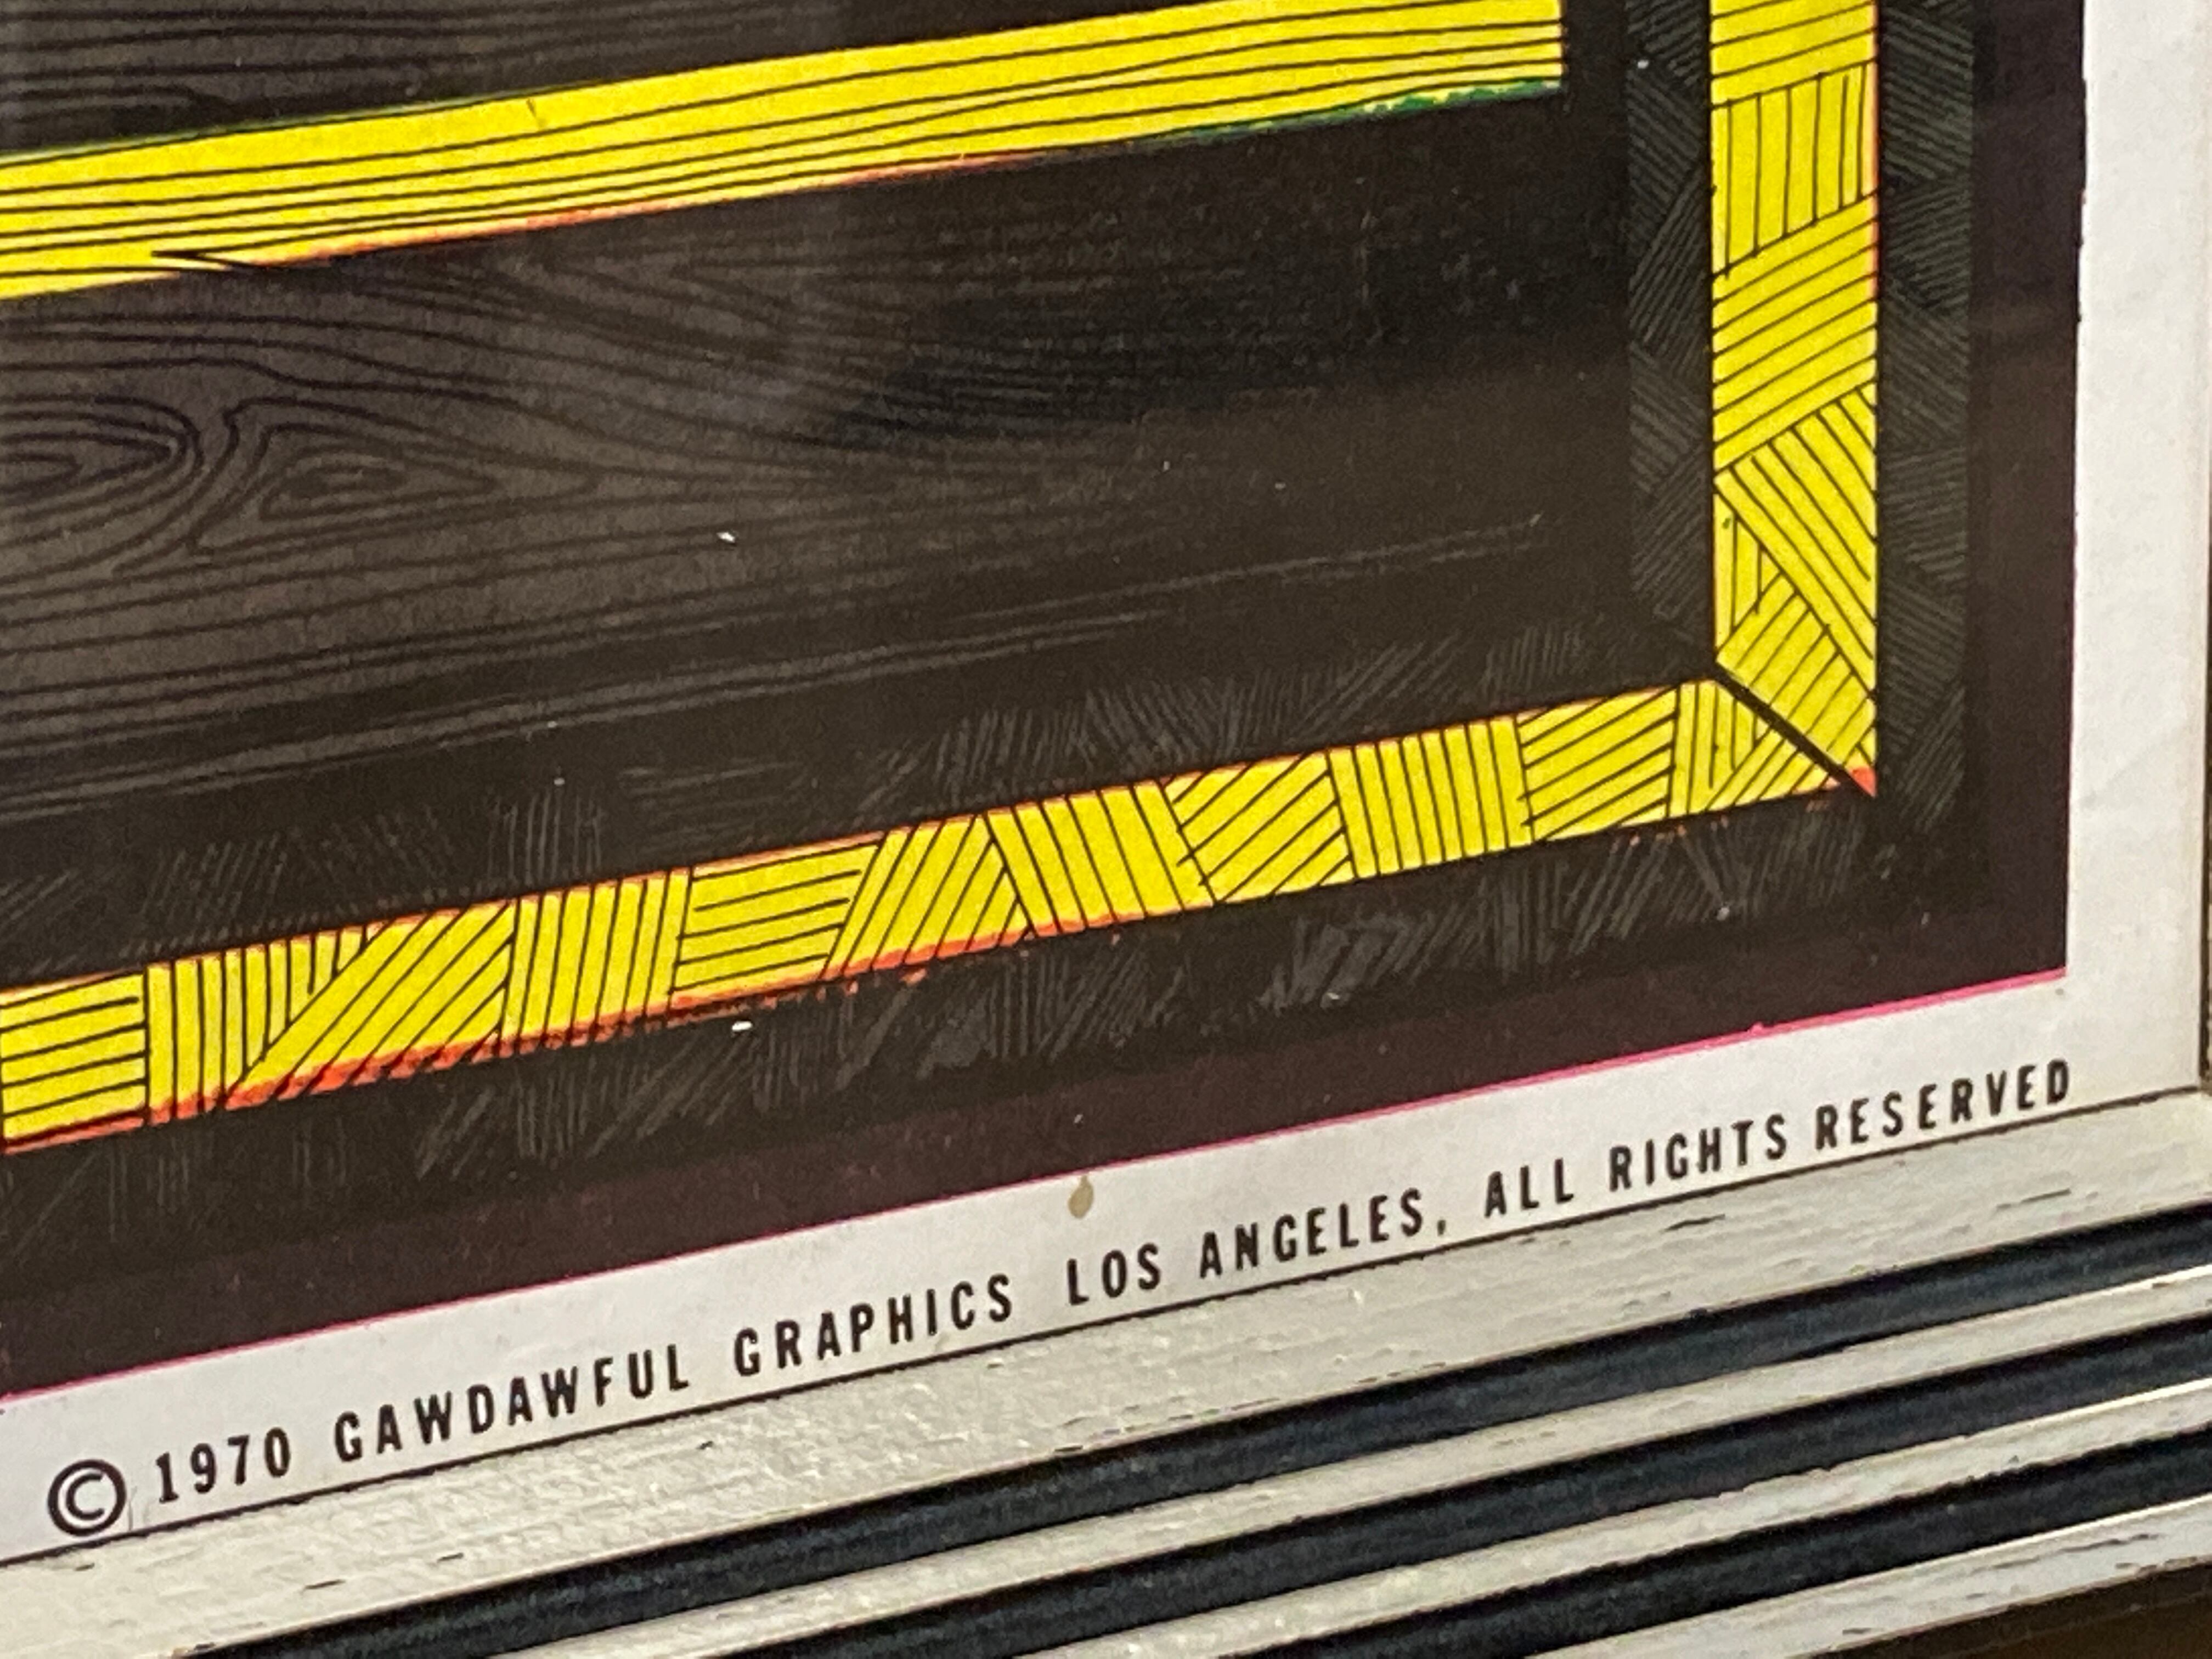 © 1970 GAWDAWFUL GRAPHICS LOS ANGELES, ALL RIGHTS RESERVED